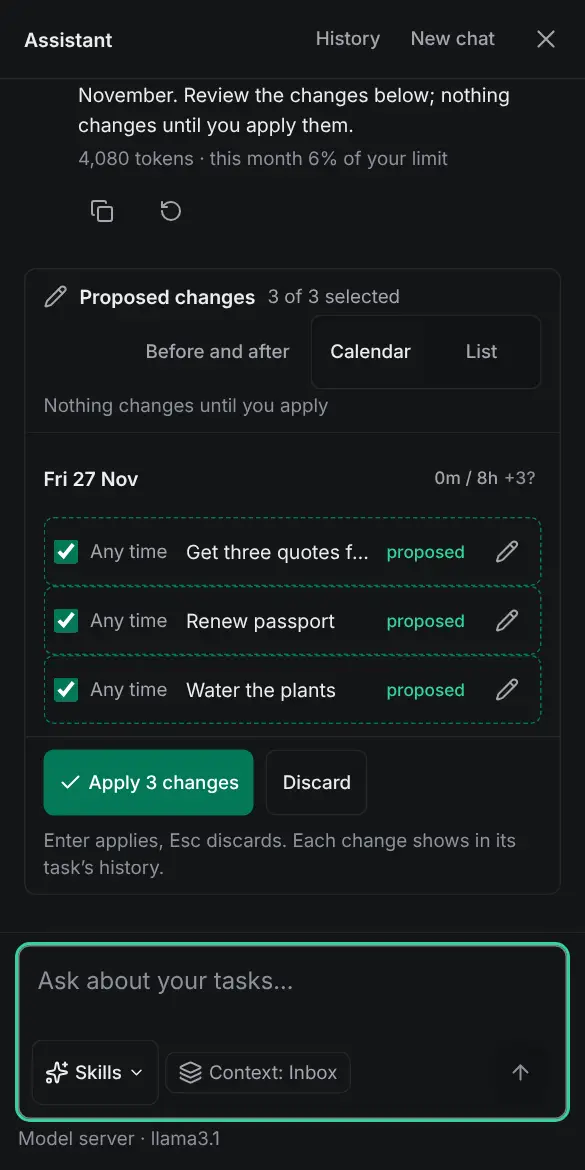 Assistant
History
New chat
November. Review the changes below; nothing
changes until you apply them.
4,080 tokens · this month 6% of your limit
Proposed changes 3 of 3 selected
Before and after
Calendar
List
Nothing changes until you apply
Fri 27 Nov
0m / 8h +3?
Any time Get three quotes f... proposed
Any time Renew passport proposed
Any time Water the plants proposed
Apply 3 changes
Discard
Enter applies, Esc discards. Each change shows in its
task’s history.
Ask about your tasks...
Skills
Context: Inbox
Model server · llama3.1